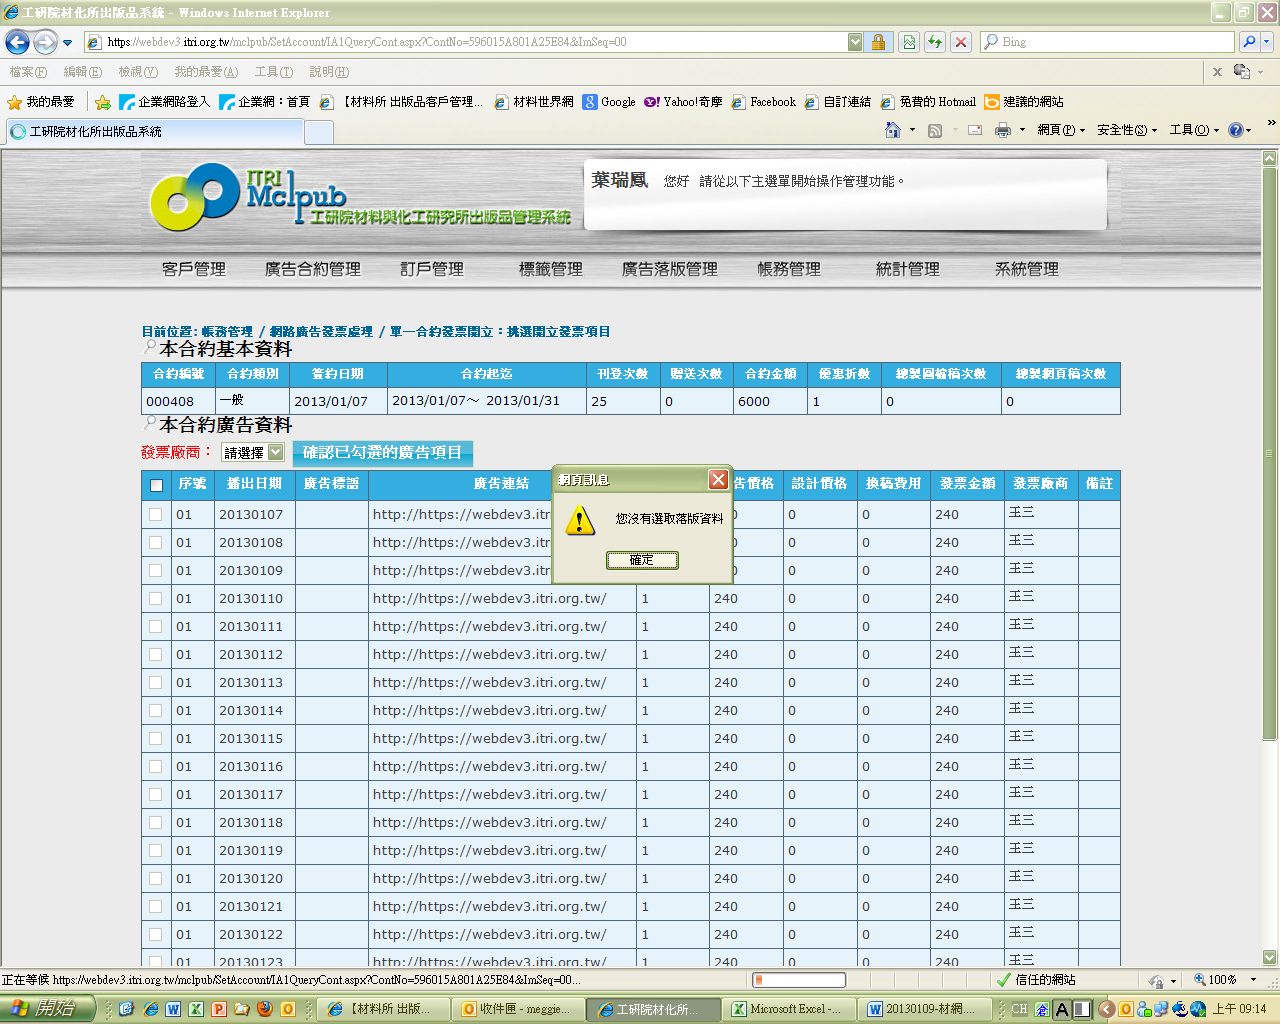 工研院材化所出版品系統 - Windows Internet Explorer
https://webdev3.itri.org.tw/mclpub/SetAccount/IA1QueryCont.aspx?ContNo=596015A801A25E84&ImSeq=00
Bing
檔案(F) 編輯(E) 檢視(V) 我的最愛(A) 工具(T) 說明(H)
我的最愛 企業網路登入 企業網：首頁 【材料所 出版品客戶管理... 材料世界網 Google Yahoo!奇摩 Facebook 自訂連結 免費的 Hotmail 建議的網站
工研院材化所出版品系統
網頁(P) 安全性(S) 工具(O)
ITRI
Mclpub
工研院材料與化工研究所出版品管理系統
葉瑞鳳 您好 請從以下主選單開始操作管理功能。
客戶管理 廣告合約管理 訂戶管理 標籤管理 廣告落版管理 帳務管理 統計管理 系統管理
目前位置: 帳務管理 / 網路廣告發票處理 / 單一合約發票開立：挑選開立發票項目
本合約基本資料
合約編號 合約類別 簽約日期 合約起迄 刊登次數 贈送次數 合約金額 優惠折數 總製圖檔稿次數 總製網頁稿次數
000408 一般 2013/01/07 2013/01/07～ 2013/01/31 25 0 6000 1 0 0
本合約廣告資料
發票廠商： 請選擇 確認已勾選的廣告項目
序號 播出日期 廣告標語 廣告連結 告價格 設計價格 換稿費用 發票金額 發票廠商 備註
網頁訊息
您沒有選取落版資料
確定
01 20130107 http://https://webdev3.itr 0 0 0 240 王三
01 20130108 http://https://webdev3.itr 0 0 0 240 王三
01 20130109 http://https://webdev3.itr 0 0 0 240 王三
01 20130110 http://https://webdev3.itri.org.tw/ 1 240 0 0 240 王三
01 20130111 http://https://webdev3.itri.org.tw/ 1 240 0 0 240 王三
01 20130112 http://https://webdev3.itri.org.tw/ 1 240 0 0 240 王三
01 20130113 http://https://webdev3.itri.org.tw/ 1 240 0 0 240 王三
01 20130114 http://https://webdev3.itri.org.tw/ 1 240 0 0 240 王三
01 20130115 http://https://webdev3.itri.org.tw/ 1 240 0 0 240 王三
01 20130116 http://https://webdev3.itri.org.tw/ 1 240 0 0 240 王三
01 20130117 http://https://webdev3.itri.org.tw/ 1 240 0 0 240 王三
01 20130118 http://https://webdev3.itri.org.tw/ 1 240 0 0 240 王三
01 20130119 http://https://webdev3.itri.org.tw/ 1 240 0 0 240 王三
01 20130120 http://https://webdev3.itri.org.tw/ 1 240 0 0 240 王三
01 20130121 http://https://webdev3.itri.org.tw/ 1 240 0 0 240 王三
01 20130122 http://https://webdev3.itri.org.tw/ 1 240 0 0 240 王三
01 20130123 http://https://webdev3.itri.org.tw/ 1 240 0 0 240 王三
正在等候 https://webdev3.itri.org.tw/mclpub/SetAccount/IA1QueryCont.aspx?ContNo=596015A801A25E84&ImSeq=00... 信任的網站 100%
開始 【材料所 出版... 收件匣 - meggie... 工研院材化所... Microsoft Excel -... 20130109-材網... CH A 上午 09:14